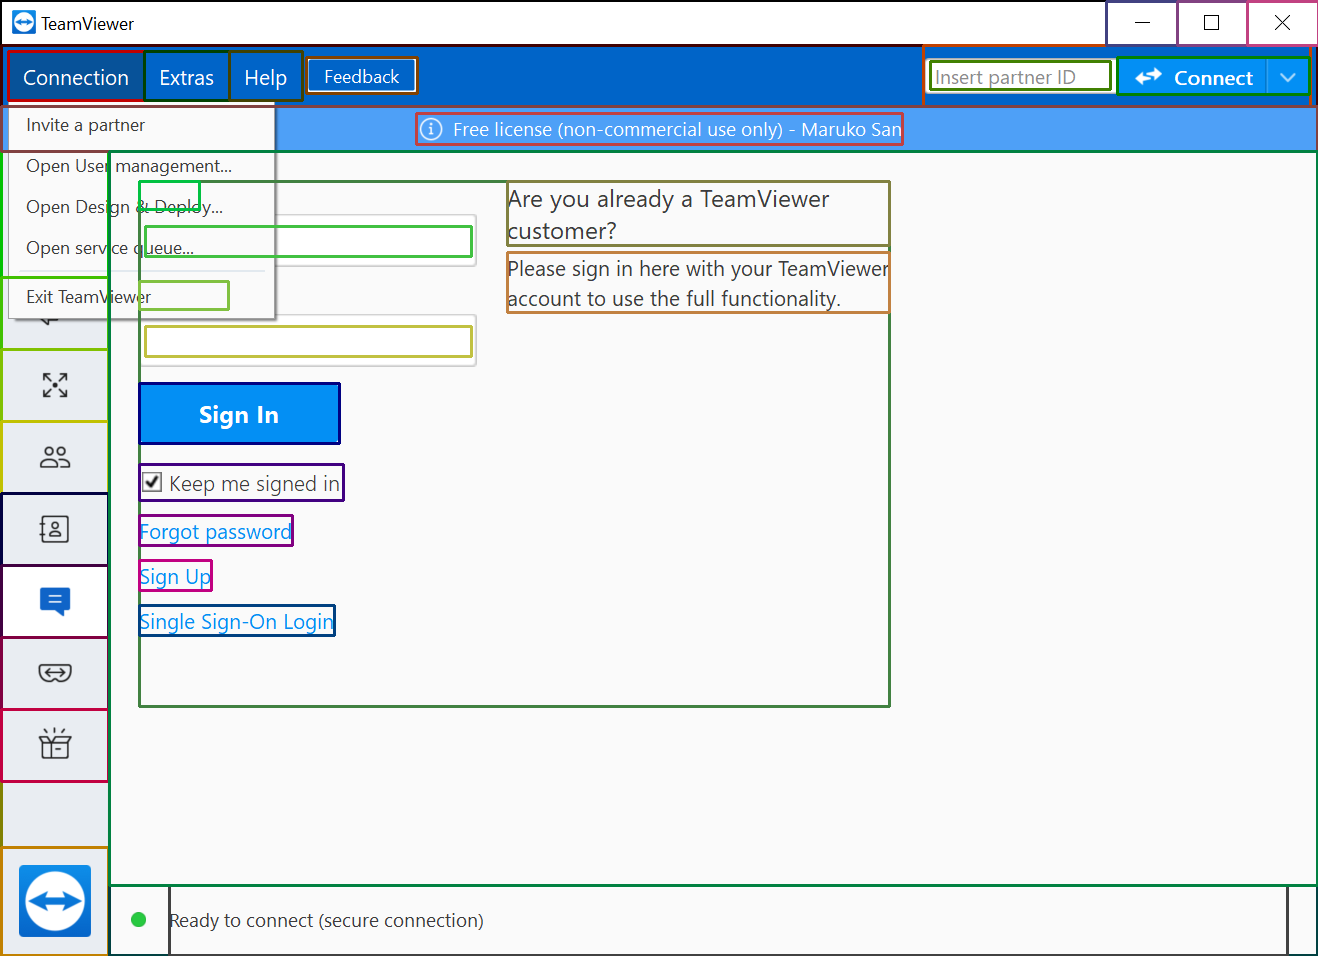 TeamViewer
Connection
Extras
Help
Feedback
Insert partner ID
Connect
Free license (non-commercial use only) - Maruko San
Invite a partner
Open User management...
Open Design & Deploy...
Open service queue...
Exit TeamViewer
Are you already a TeamViewer
customer?
Please sign in here with your TeamViewer
account to use the full functionality.
Sign In
Keep me signed in
Forgot password
Sign Up
Single Sign-On Login
Ready to connect (secure connection)